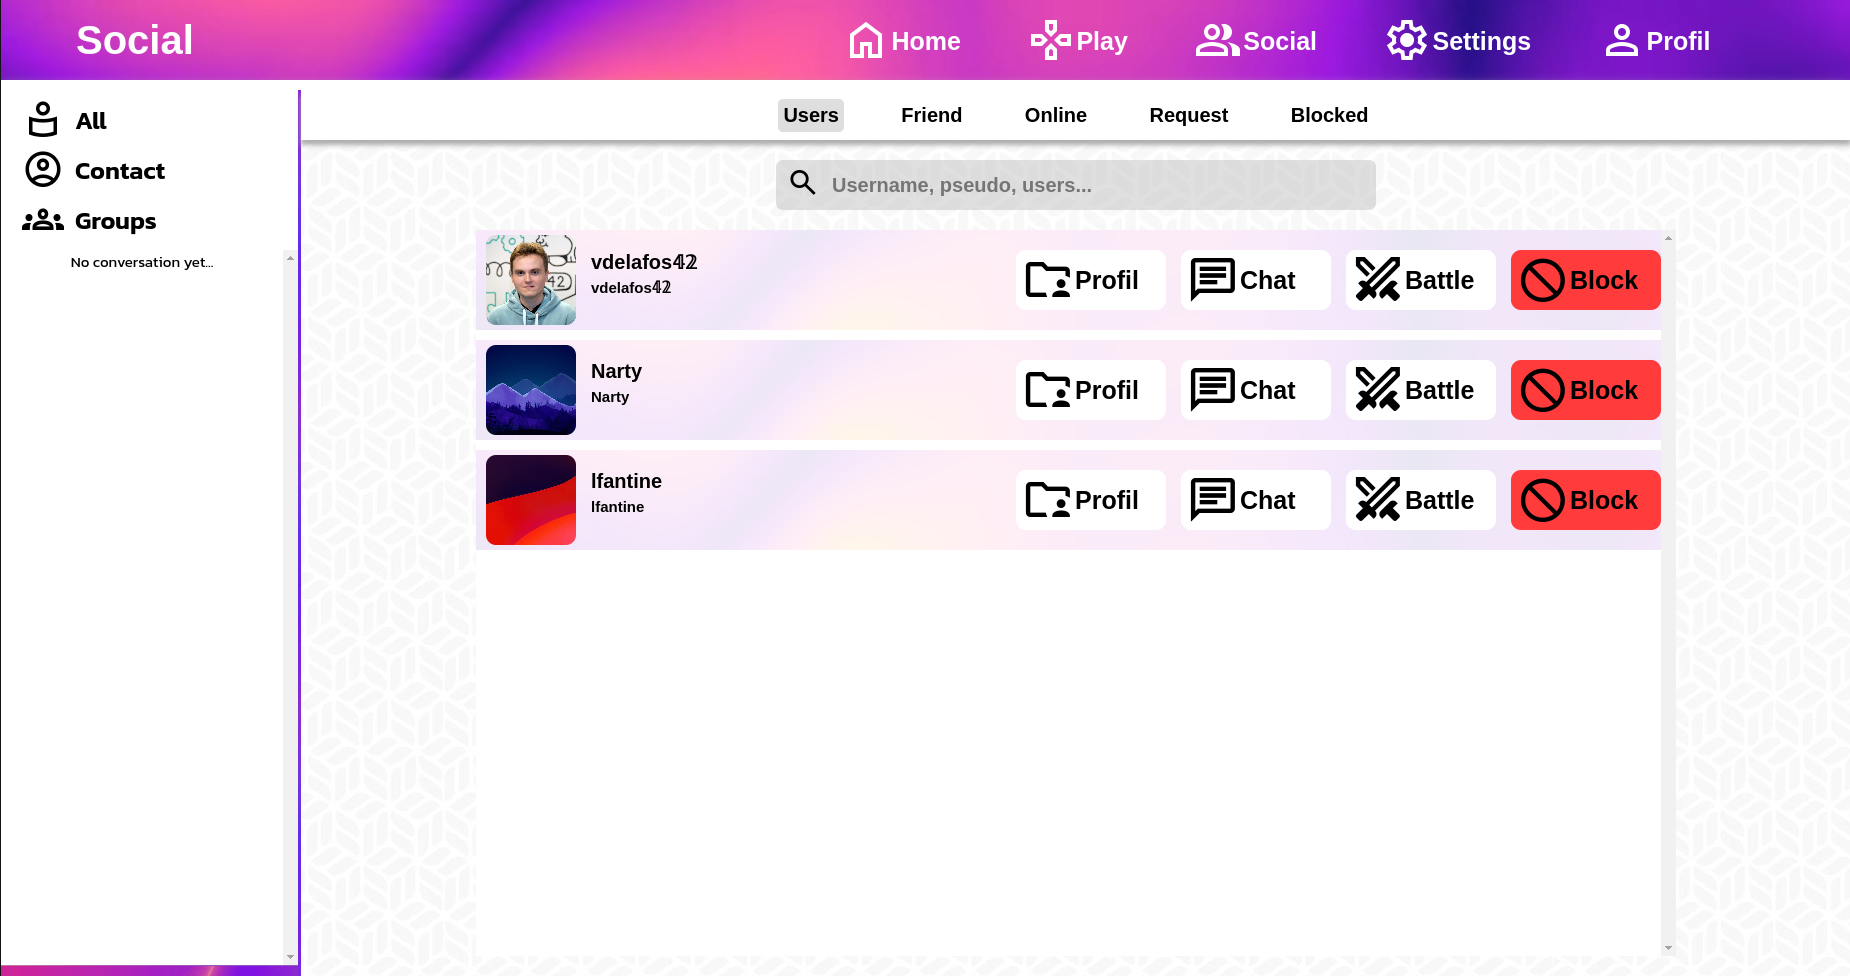 Social
Home
Play
Social
Settings
Profil
All
Contact
Groups
No conversation yet...
Users
Friend
Online
Request
Blocked
Username, pseudo, users...
42
vdelafos42
vdelafos42
Profil
Chat
Battle
Block
Narty
Narty
Profil
Chat
Battle
Block
lfantine
lfantine
Profil
Chat
Battle
Block